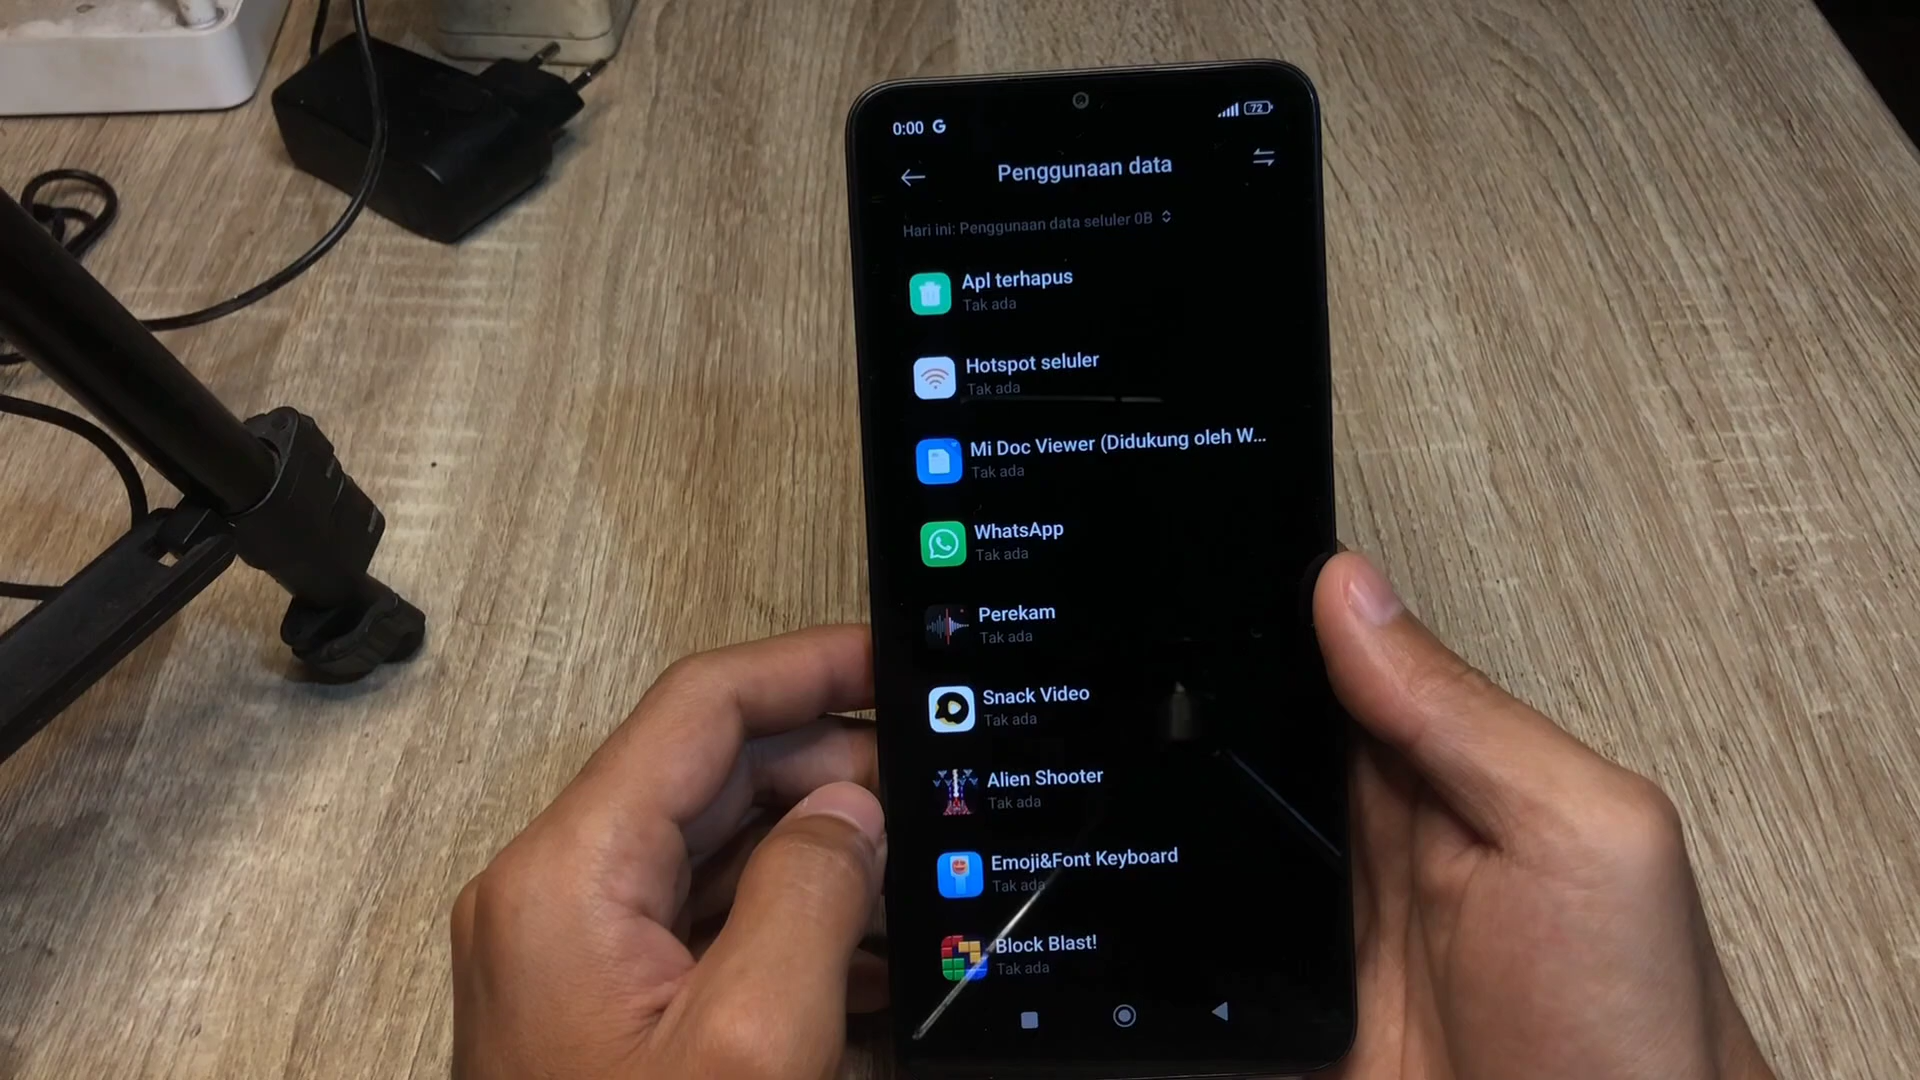 0:00 G
72
Penggunaan data
Hari ini: Penggunaan data seluler 0B
Apl terhapus
Tak ada
Hotspot seluler
Tak ada
Mi Doc Viewer (Didukung oleh W...
Tak ada
WhatsApp
Tak ada
Perekam
Tak ada
Snack Video
Tak ada
Alien Shooter
Tak ada
Emoji&Font Keyboard
Tak ada
Block Blast!
Tak ada